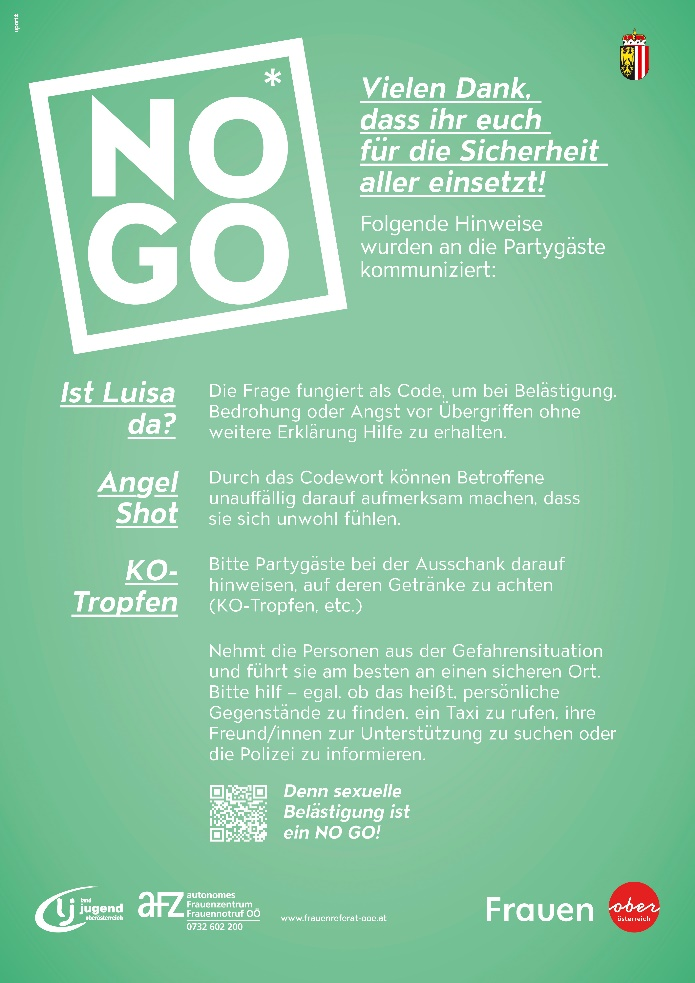 upart.at
NO*
GO
Vielen Dank,
dass ihr euch
für die Sicherheit
aller einsetzt!
Folgende Hinweise
wurden an die Partygäste
kommuniziert:
Ist Luisa
da?
Die Frage fungiert als Code, um bei Belästigung,
Bedrohung oder Angst vor Übergriffen ohne
weitere Erklärung Hilfe zu erhalten.
Angel
Shot
Durch das Codewort können Betroffene
unauffällig darauf aufmerksam machen, dass
sie sich unwohl fühlen.
KO-
Tropfen
Bitte Partygäste bei der Ausschank darauf
hinweisen, auf deren Getränke zu achten
(KO-Tropfen, etc.)
Nehmt die Personen aus der Gefahrensituation
und führt sie am besten an einen sicheren Ort.
Bitte hilf – egal, ob das heißt, persönliche
Gegenstände zu finden, ein Taxi zu rufen, ihre
Freund/innen zur Unterstützung zu suchen oder
die Polizei zu informieren.
Denn sexuelle
Belästigung ist
ein NO GO!
lj land
jugend
oberösterreich
aFZ autonomes
Frauenzentrum
Frauennotruf OÖ
0732 602 200
www.frauenreferat-ooe.at
Frauen
ober
österreich